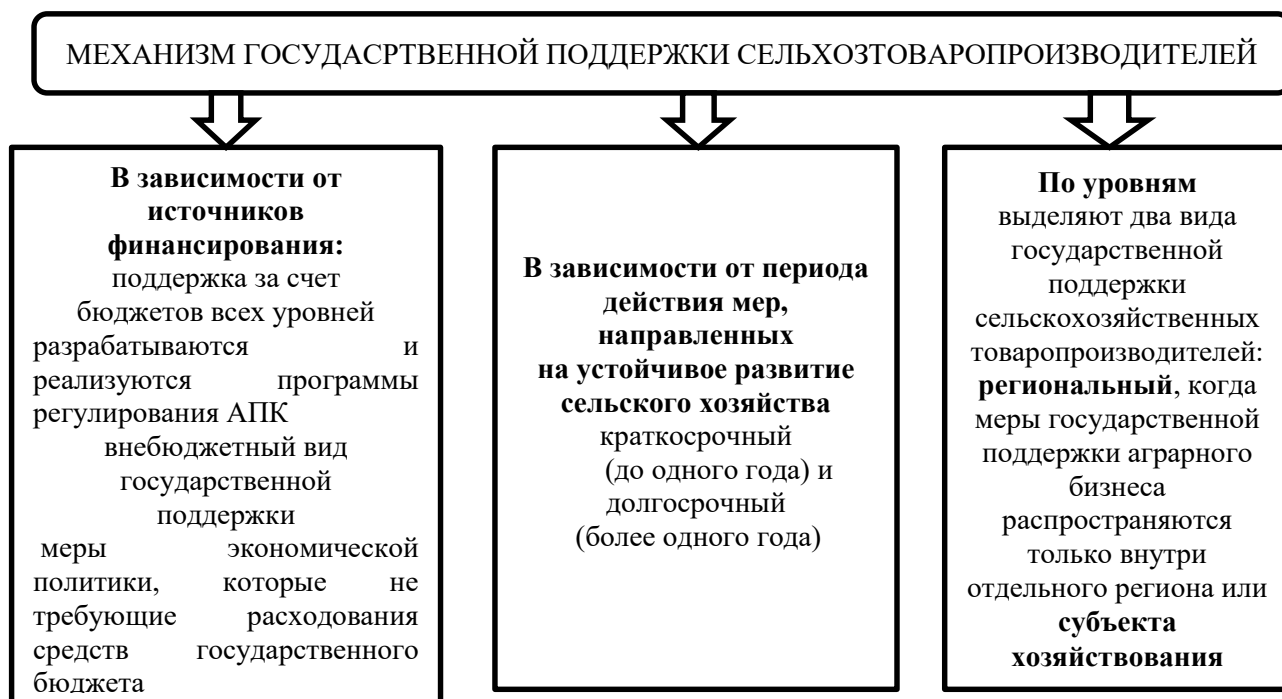 МЕХАНИЗМ ГОСУДАСРТВЕННОЙ ПОДДЕРЖКИ СЕЛЬХОЗТОВАРОПРОИЗВОДИТЕЛЕЙ
В зависимости от
источников
финансирования:
поддержка за счет
бюджетов всех уровней
разрабатываются и
реализуются программы
регулирования АПК
внебюджетный вид
государственной
поддержки
меры экономической
политики, которые не
требующие расходования
средств государственного
бюджета
В зависимости от периода
действия мер,
направленных
на устойчивое развитие
сельского хозяйства
краткосрочный
(до одного года) и
долгосрочный
(более одного года)
По уровням
выделяют два вида
государственной
поддержки
сельскохозяйственных
товаропроизводителей:
региональный, когда
меры государственной
поддержки аграрного
бизнеса
распространяются
только внутри
отдельного региона или
субъекта
хозяйствования